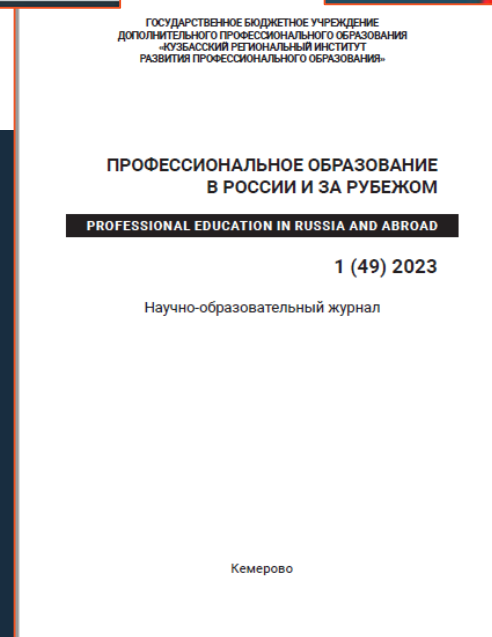 ГОСУДАРСТВЕННОЕ БЮДЖЕТНОЕ УЧРЕЖДЕНИЕ
ДОПОЛНИТЕЛЬНОГО ПРОФЕССИОНАЛЬНОГО ОБРАЗОВАНИЯ
«КУЗБАССКИЙ РЕГИОНАЛЬНЫЙ ИНСТИТУТ
РАЗВИТИЯ ПРОФЕССИОНАЛЬНОГО ОБРАЗОВАНИЯ»
ПРОФЕССИОНАЛЬНОЕ ОБРАЗОВАНИЕ
В РОССИИ И ЗА РУБЕЖОМ
PROFESSIONAL EDUCATION IN RUSSIA AND ABROAD
1 (49) 2023
Научно-образовательный журнал
Кемерово